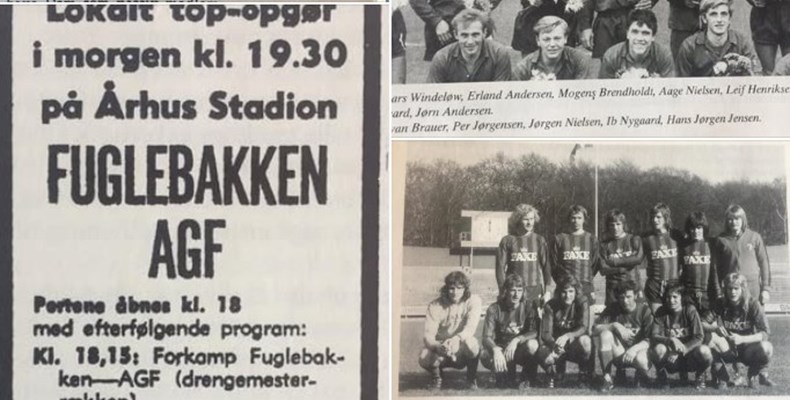 Lokalt top-opgør
i morgen kl. 19.30
på Århus Stadion
FUGLEBAKKEN
AGF
Portene åbnes kl. 18
med efterfølgende program:
Kl. 18,15: Forkamp Fuglebak-
ken—AGF (drengemester-
rækken)
ars Windeløw, Erland Andersen, Mogens Brendholdt, Aage Nielsen, Leif Henrikse
ard, Jørn Andersen.
van Brauer, Per Jørgensen, Jørgen Nielsen, Ib Nygaard, Hans Jørgen Jensen.
FAXE FAXE FAXE FAXE